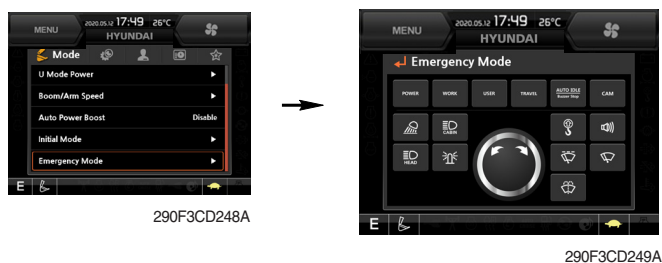 MENU
2020.05.12 17:49 26°C
HYUNDAI
Mode
U Mode Power
Boom/Arm Speed
Auto Power Boost Disable
Initial Mode
Emergency Mode
E
290F3CD248A
MENU
2020.05.12 17:49 26°C
HYUNDAI
Emergency Mode
POWER WORK USER TRAVEL AUTO IDLE CAM
Buzzer Stop
CABIN
HEAD
E
290F3CD249A